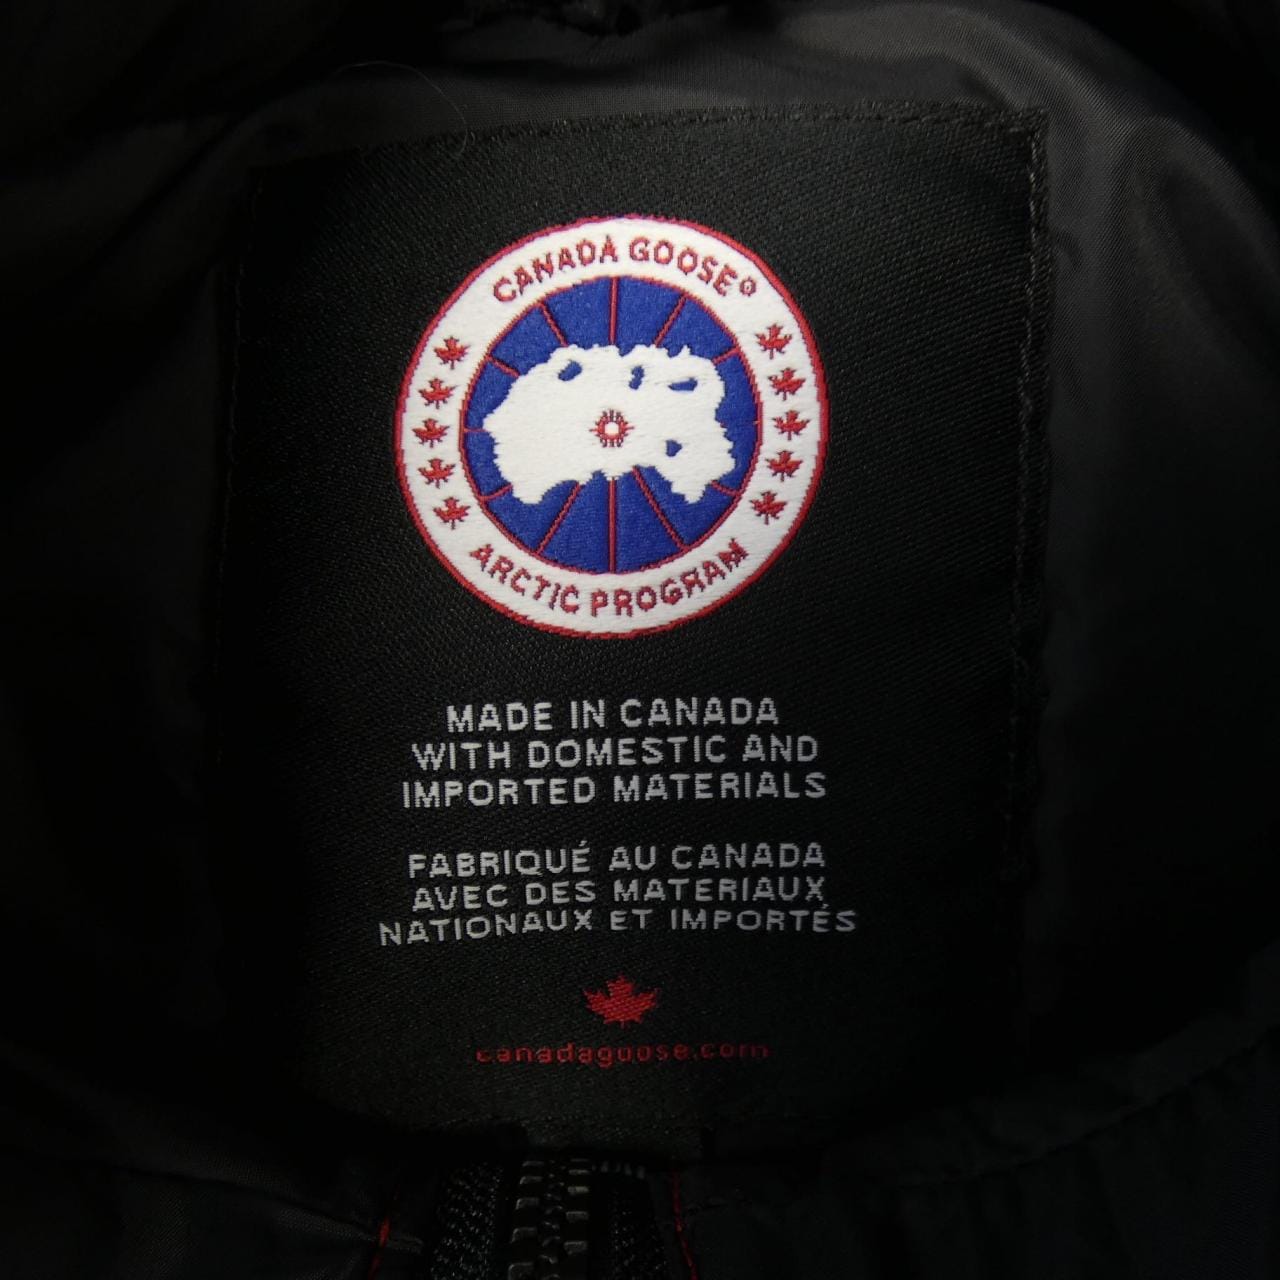 CANADA GOOSE®
ARCTIC PROGRAM
MADE IN CANADA
WITH DOMESTIC AND
IMPORTED MATERIALS
FABRIQUÉ AU CANADA
AVEC DES MATERIAUX
NATIONAUX ET IMPORTÉS
canadagoose.com